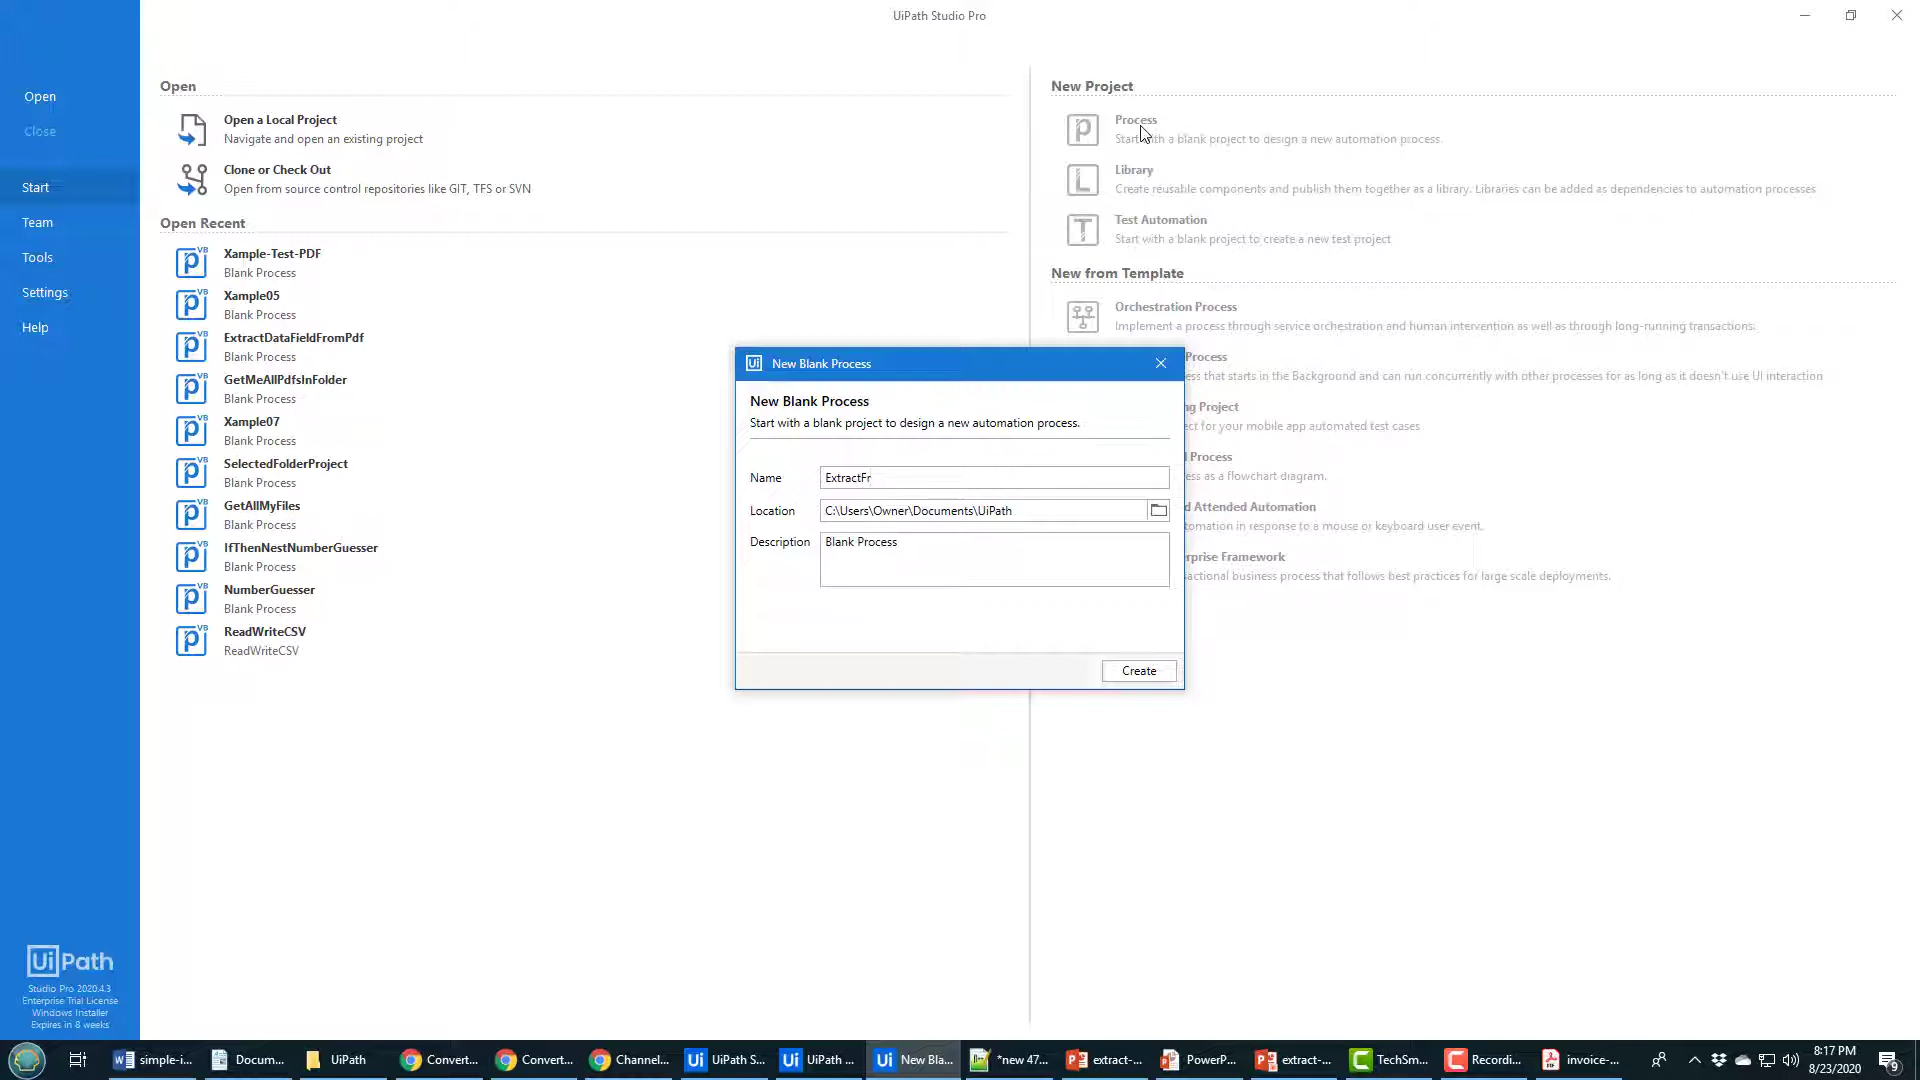 UiPath Studio Pro
Open
Close
Start
Team
Tools
Settings
Help
Open
Open a Local Project
Navigate and open an existing project
Clone or Check Out
Open from source control repositories like GIT, TFS or SVN
Open Recent
Xample-Test-PDF
Blank Process
Xample05
Blank Process
ExtractDataFieldFromPdf
Blank Process
GetMeAllPdfsInFolder
Blank Process
Xample07
Blank Process
SelectedFolderProject
Blank Process
GetAllMyFiles
Blank Process
IfThenNestNumberGuesser
Blank Process
NumberGuesser
Blank Process
ReadWriteCSV
ReadWriteCSV
New Project
Process
Start with a blank project to design a new automation process.
Library
Create reusable components and publish them together as a library. Libraries can be added as dependencies to automation processes
Test Automation
Start with a blank project to create a new test project
New from Template
Orchestration Process
Implement a process through service orchestration and human intervention as well as through long-running transactions.
Process
ess that starts in the Background and can run concurrently with other processes for as long as it doesn't use UI interaction
ng Project
ect for your mobile app automated test cases
l Process
ess as a flowchart diagram.
d Attended Automation
tomation in response to a mouse or keyboard user event.
rprise Framework
sactional business process that follows best practices for large scale deployments.
Ui New Blank Process
New Blank Process
Start with a blank project to design a new automation process.
Name ExtractFr
Location C:\Users\Owner\Documents\UiPath
Description Blank Process
Create
UiPath
Studio Pro 2020.4.3
Enterprise Trial License
Windows Installer
Expires in 8 weeks
simple-i... Docum... UiPath Convert... Convert... Channel... UiPath S... UiPath ... New Bla... *new 47... extract-... PowerP... extract-... TechSm... Recordi... invoice-...
8:17 PM
8/23/2020
9